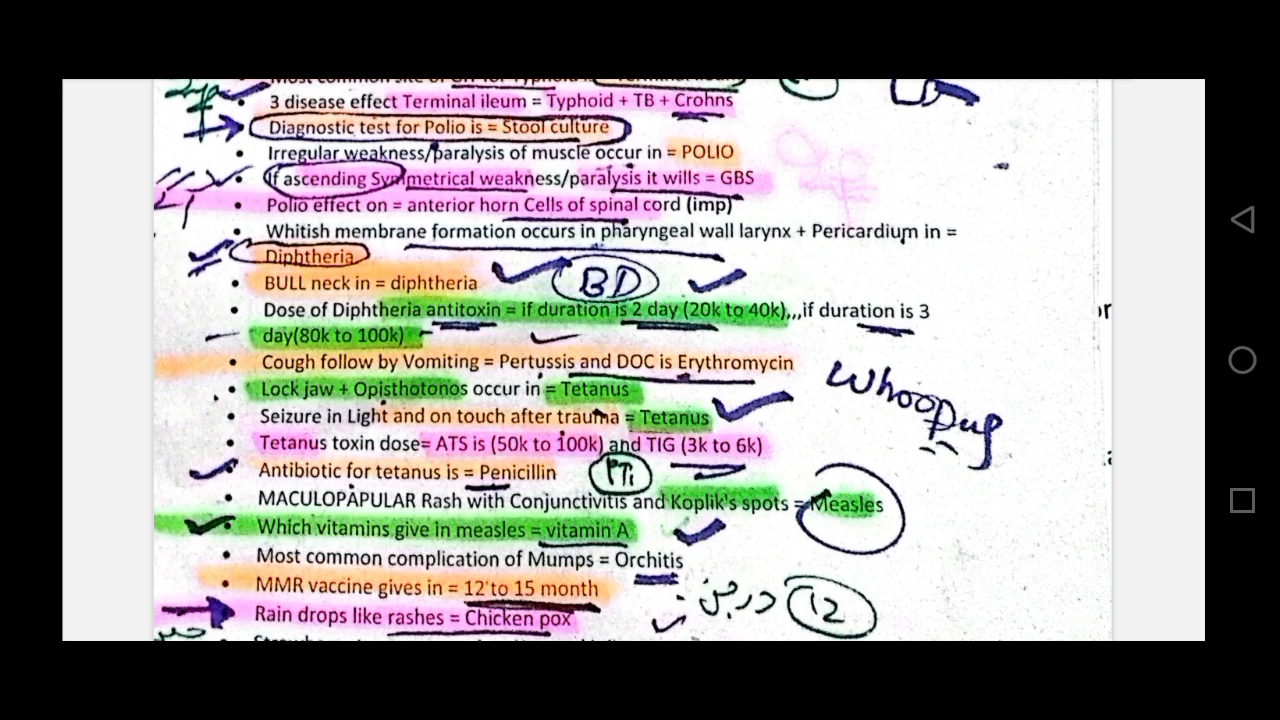 3 disease effect Terminal ileum = Typhoid + TB + Crohns
Diagnostic test for Polio is = Stool culture
Irregular weakness/paralysis of muscle occur in = POLIO
If ascending Symmetrical weakness/paralysis it wills = GBS
Polio effect on = anterior horn Cells of spinal cord (imp)
Whitish membrane formation occurs in pharyngeal wall larynx + Pericardium in =
Diphtheria
BULL neck in = diphtheria
BD
Dose of Diphtheria antitoxin = if duration is 2 day (20k to 40k),,,if duration is 3
day(80k to 100k)
Cough follow by Vomiting = Pertussis and DOC is Erythromycin
Lock jaw + Opisthotonos occur in = Tetanus
Seizure in Light and on touch after trauma = Tetanus
Tetanus toxin dose= ATS is (50k to 100k) and TIG (3k to 6k)
Antibiotic for tetanus is = Penicillin
MACULOPAPULAR Rash with Conjunctivitis and Koplik's spots = Measles
Which vitamins give in measles = vitamin A
Most common complication of Mumps = Orchitis
MMR vaccine gives in = 12 to 15 month
درجن 12
Rain drops like rashes = Chicken pox